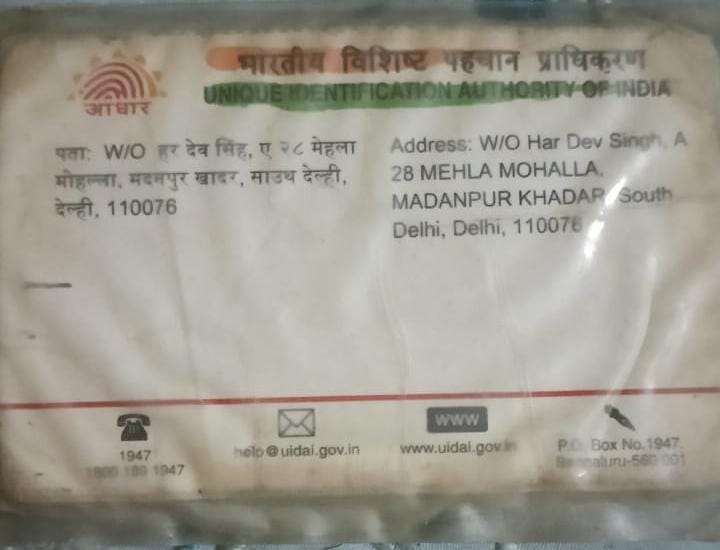 भारतीय विशिष्ट पहचान प्राधिकरण
UNIQUE IDENTIFICATION AUTHORITY OF INDIA
आधार
पता: W/O हर देव सिंह, ए २८ मेहला
मोहल्ला, मदनपुर खादर, साउथ देल्ही,
देल्ही, 110076
Address: W/O Har Dev Singh, A
28 MEHLA MOHALLA,
MADANPUR KHADAR, South
Delhi, Delhi, 110076
1947
1800 180 1947
help@uidai.gov.in
www
www.uidai.gov.in
P.O. Box No.1947,
Bengaluru-560 001